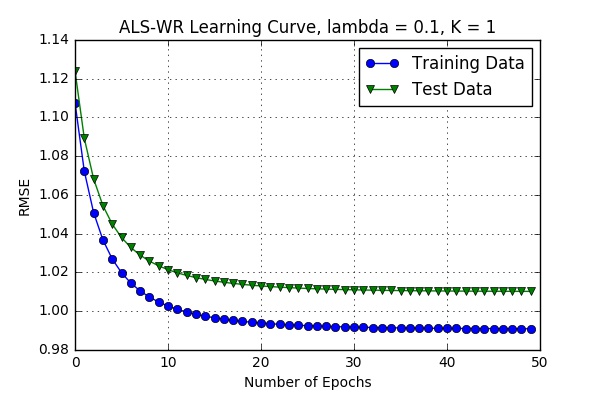 ALS-WR Learning Curve, lambda = 0.1, K = 1
1.14
1.12
1.10
1.08
1.06
1.04
1.02
1.00
0.98
RMSE
Training Data
Test Data
0 10 20 30 40 50
Number of Epochs